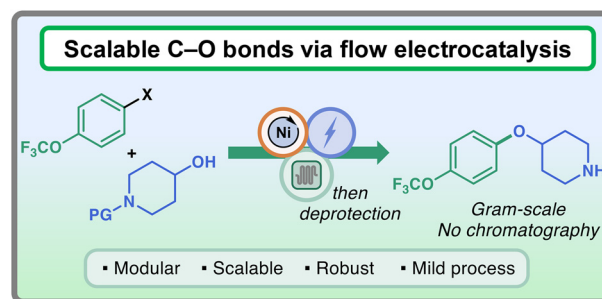 Scalable C–O bonds via flow electrocatalysis
X
F₃CO
+
OH
N
PG
Ni
then
deprotection
O
NH
F₃CO
Gram-scale
No chromatography
▪ Modular ▪ Scalable ▪ Robust ▪ Mild process